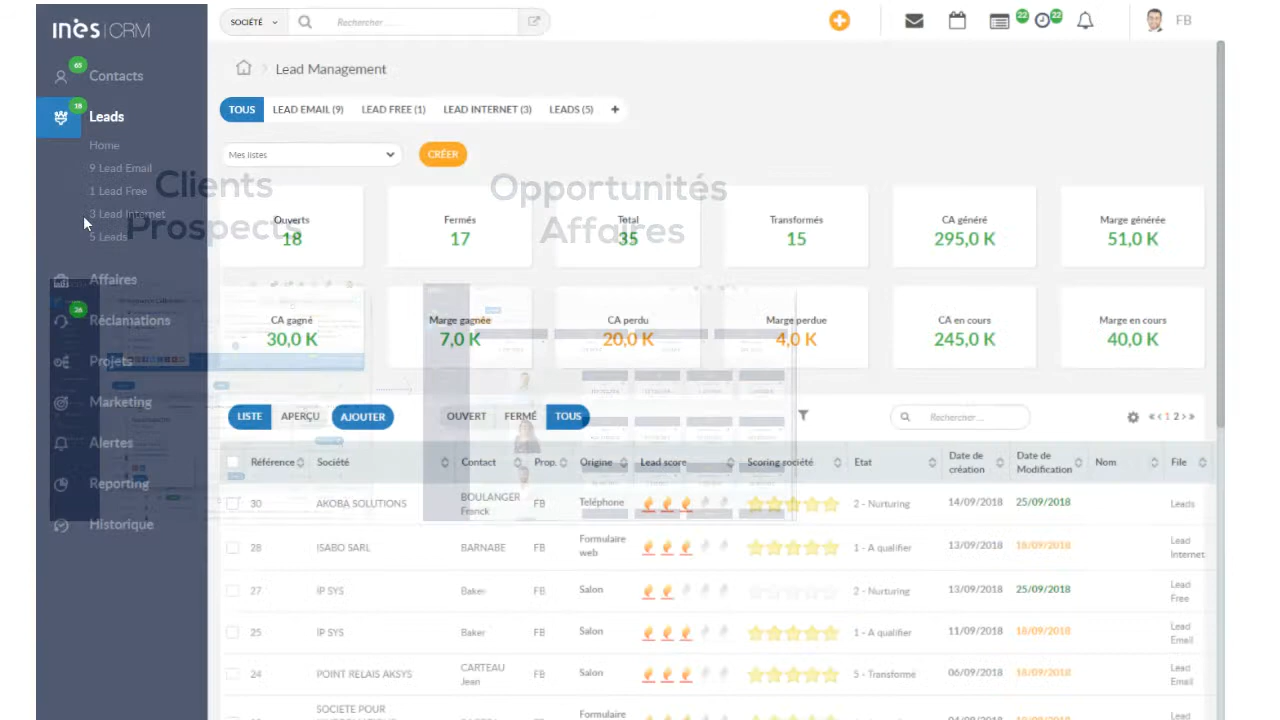 inès|CRM
SOCIÉTÉ
Rechercher ......
22
22
FB
65
Contacts
18
Leads
Home
9 Lead Email
1 Lead Free
3 Lead Internet
5 Leads
Affaires
26
Réclamations
Projets
Marketing
Alertes
Reporting
Historique
Lead Management
TOUS LEAD EMAIL (9) LEAD FREE (1) LEAD INTERNET (3) LEADS (5) +
Mes listes
CRÉER
Clients
Prospects
Opportunités
Affaires
Ouverts
18
Fermés
17
Total
35
Transformés
15
CA généré
295,0 K
Marge générée
51,0 K
CA gagné
30,0 K
Marge gagnée
7,0 K
CA perdu
20,0 K
Marge perdue
4,0 K
CA en cours
245,0 K
Marge en cours
40,0 K
LISTE APERÇU AJOUTER OUVERT FERMÉ TOUS
Rechercher ...
1 2
Référence Société Contact Prop. Origine Lead score Scoring société Etat Date de création Date de Modification Nom File
30 AKOBA SOLUTIONS BOULANGER Franck FB Teléphone 2 - Nurturing 14/09/2018 25/09/2018 Leads
28 ISABO SARL BARNABE FB Formulaire web 1 - A qualifier 13/09/2018 18/09/2018 Lead Internet
27 IP SYS Baker FB Salon 2 - Nurturing 13/09/2018 25/09/2018 Lead Free
25 IP SYS Baker FB Salon 1 - A qualifier 11/09/2018 18/09/2018 Lead Email
24 POINT RELAIS AKSYS CARTEAU Jean FB Salon 5 - Transformé 06/09/2018 18/09/2018 Lead Email
SOCIETE POUR Formulaire Lead